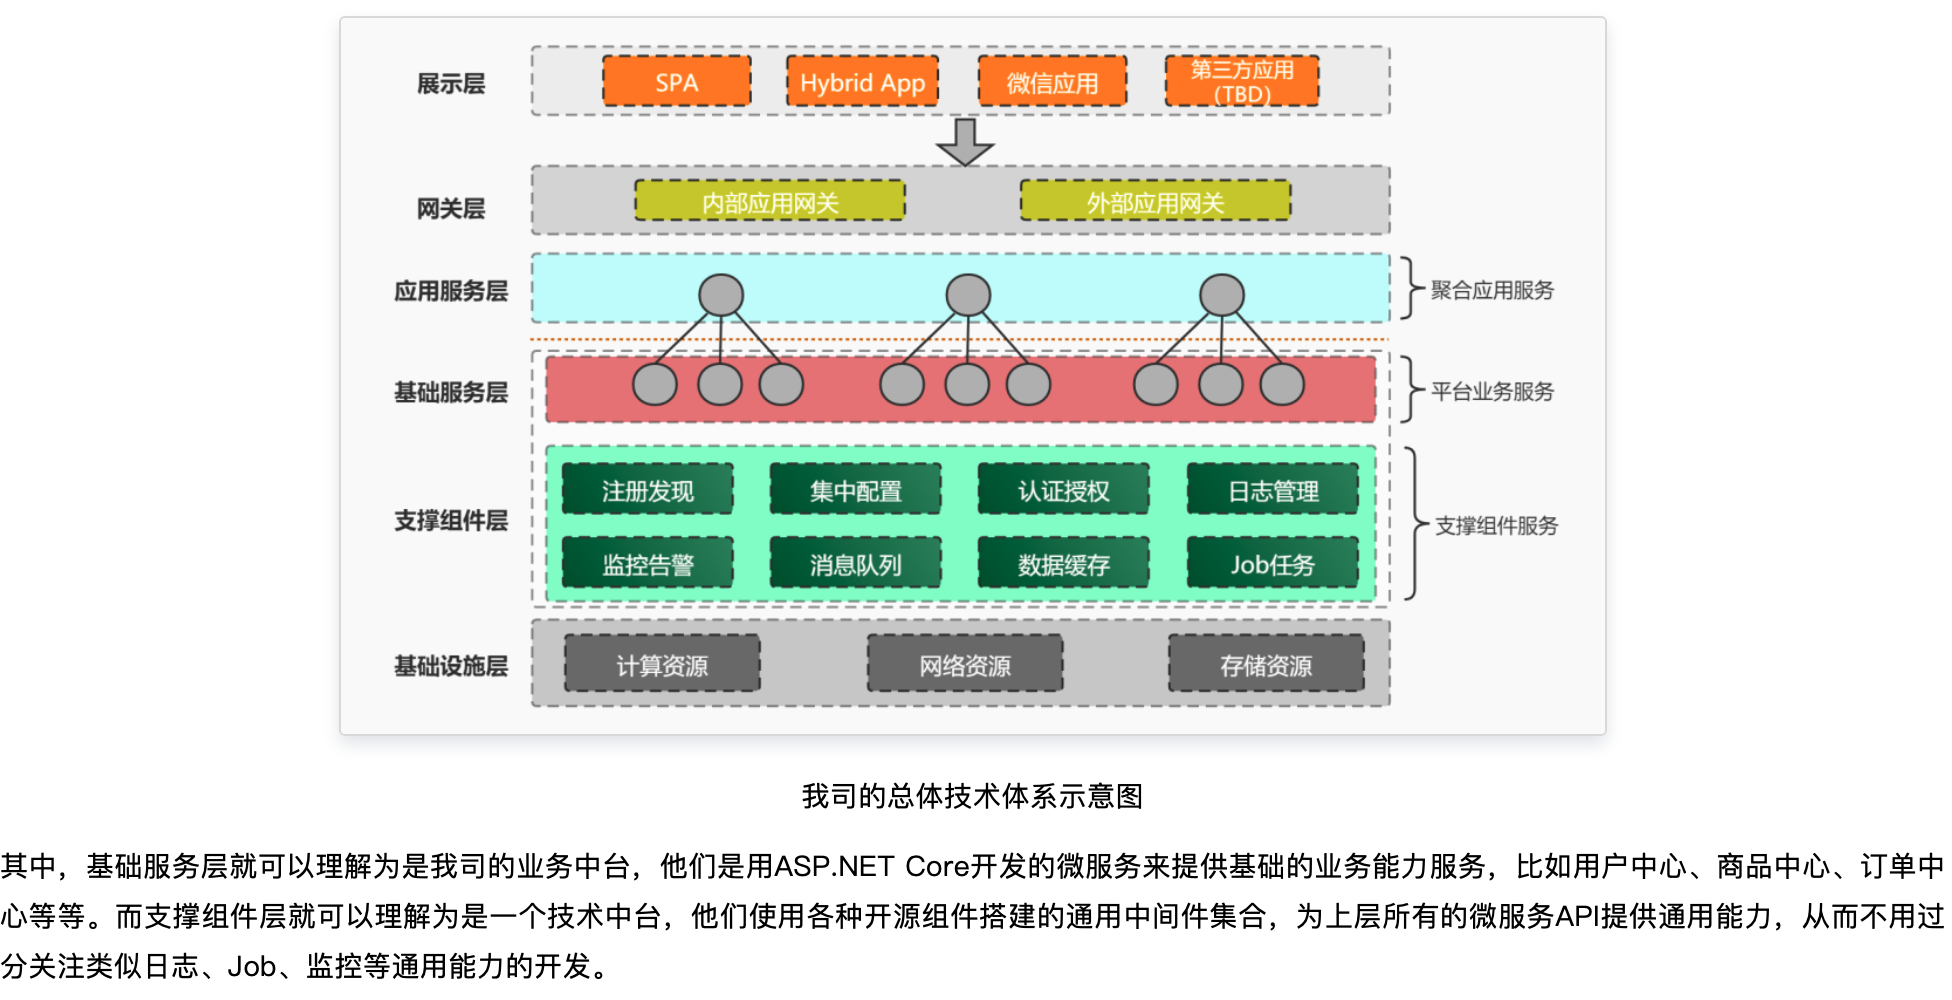 展示层
SPA
Hybrid App
微信应用
第三方应用
(TBD)
网关层
内部应用网关
外部应用网关
应用服务层
聚合应用服务
基础服务层
平台业务服务
支撑组件层
注册发现
集中配置
认证授权
日志管理
监控告警
消息队列
数据缓存
Job任务
支撑组件服务
基础设施层
计算资源
网络资源
存储资源
我司的总体技术体系示意图
其中，基础服务层就可以理解为是我司的业务中台，他们是用ASP.NET Core开发的微服务来提供基础的业务能力服务，比如用户中心、商品中心、订单中
心等等。而支撑组件层就可以理解为是一个技术中台，他们使用各种开源组件搭建的通用中间件集合，为上层所有的微服务API提供通用能力，从而不用过
分关注类似日志、Job、监控等通用能力的开发。